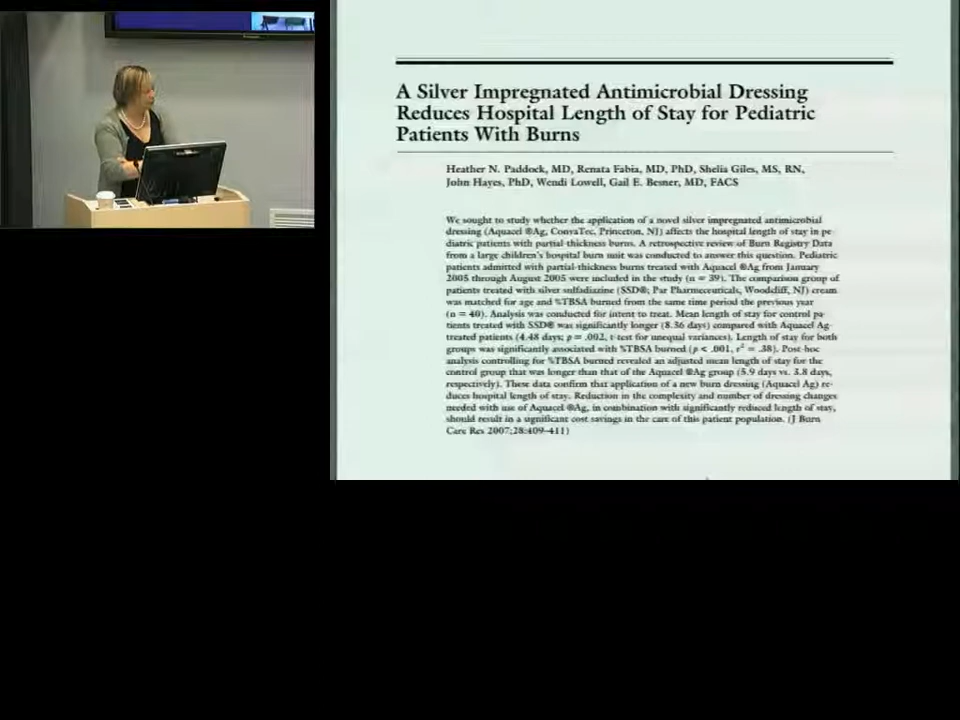 A Silver Impregnated Antimicrobial Dressing
Reduces Hospital Length of Stay for Pediatric
Patients With Burns
Heather N. Paddock, MD, Renata Fabia, MD, PhD, Shelia Giles, MS, RN,
John Hayes, PhD, Wendi Lowell, Gail E. Besner, MD, FACS
We sought to study whether the application of a novel silver impregnated antimicrobial
dressing (Aquacel ®Ag, ConvaTec, Princeton, NJ) affects the hospital length of stay in pe-
diatric patients with partial-thickness burns. A retrospective review of Burn Registry Data
from a large children's hospital burn unit was conducted to answer this question. Pediatric
patients admitted with partial-thickness burns treated with Aquacel ®Ag from January
2005 through August 2005 were included in the study (n = 39). The comparison group of
patients treated with silver sulfadiazine (SSD®; Par Pharmeceuticals, Woodcliff, NJ) cream
was matched for age and %TBSA burned from the same time period the previous year
(n = 40). Analysis was conducted for intent to treat. Mean length of stay for control pa-
tients treated with SSD® was significantly longer (8.36 days) compared with Aquacel Ag-
treated patients (4.48 days; p = .002, t-test for unequal variances). Length of stay for both
groups was significantly associated with %TBSA burned (p < .001, r² = .38). Post-hoc
analysis controlling for %TBSA burned revealed an adjusted mean length of stay for the
control group that was longer than that of the Aquacel ®Ag group (5.9 days vs. 3.8 days,
respectively). These data confirm that application of a new burn dressing (Aquacel Ag) re-
duces hospital length of stay. Reduction in the complexity and number of dressing changes
needed with use of Aquacel ®Ag, in combination with significantly reduced length of stay,
should result in a significant cost savings in the care of this patient population. (J Burn
Care Res 2007;28:409–411)